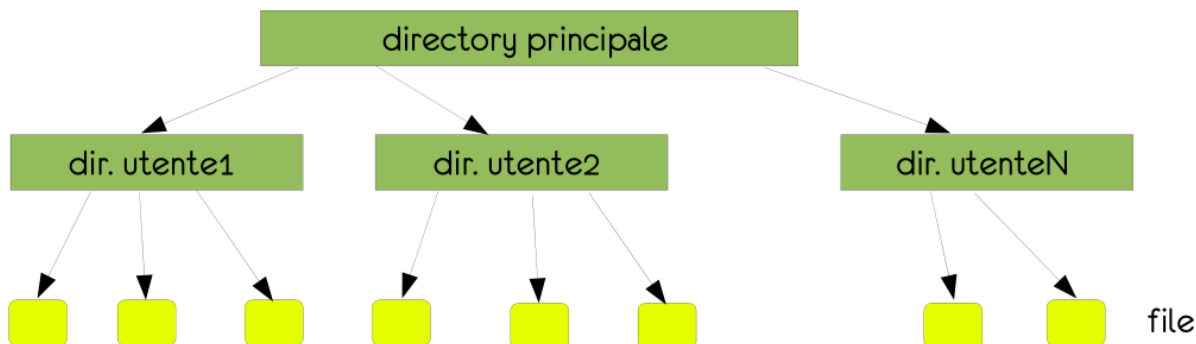 directory principale
dir. utente1
dir. utente2
dir. utenteN
file